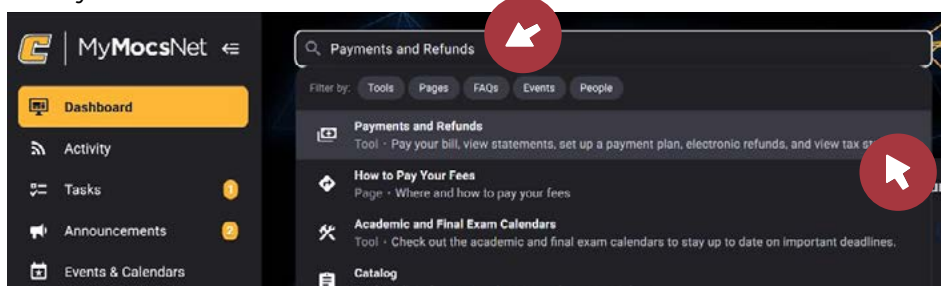 C | MyMocsNet
Payments and Refunds
Filter by: Tools Pages FAQs Events People
Dashboard
Payments and Refunds
Tool · Pay your bill, view statements, set up a payment plan, electronic refunds, and view tax
Activity
How to Pay Your Fees
Page · Where and how to pay your fees
Tasks 1
Academic and Final Exam Calendars
Tool · Check out the academic and final exam calendars to stay up to date on important deadlines.
Announcements 2
Catalog
Events & Calendars